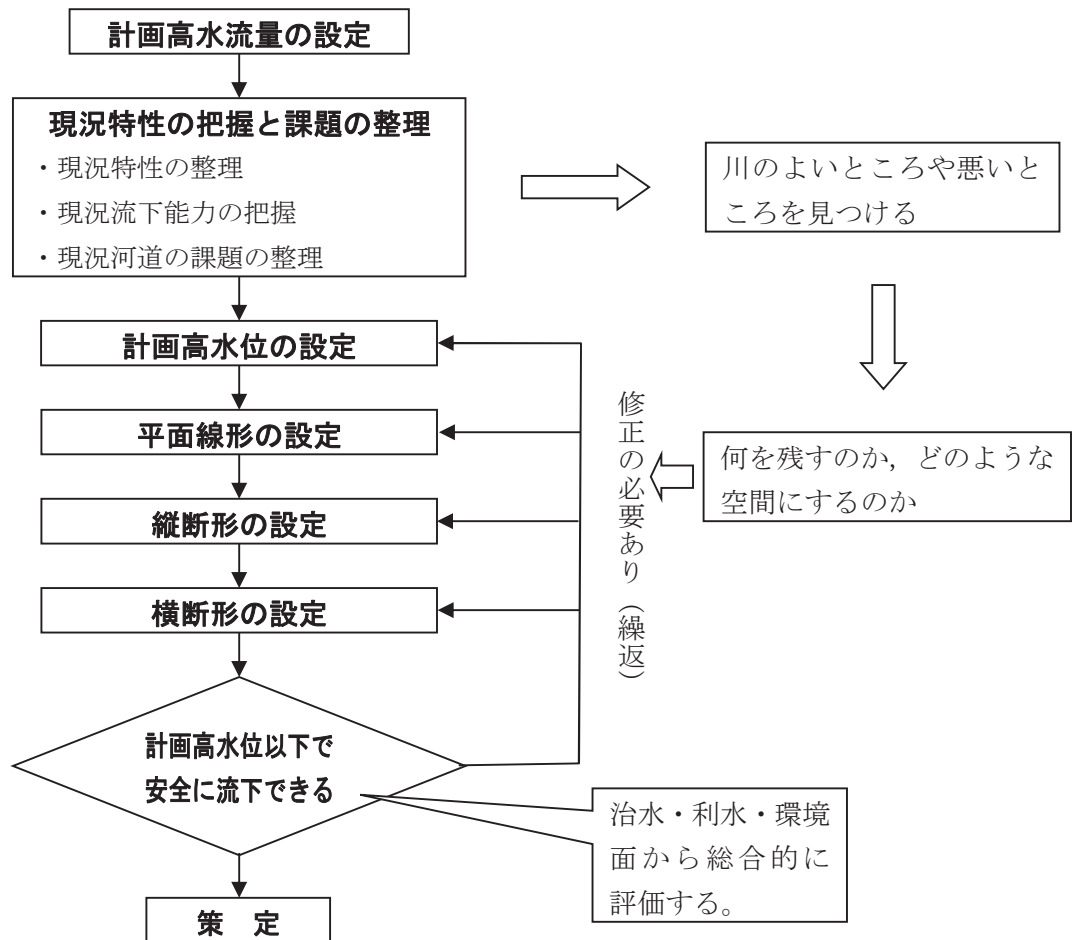 計画高水流量の設定
現況特性の把握と課題の整理
・現況特性の整理
・現況流下能力の把握
・現況河道の課題の整理
川のよいところや悪いと
ころを見つける
計画高水位の設定
平面線形の設定
縦断形の設定
横断形の設定
修正の必要あり（繰返）
何を残すのか，どのような
空間にするのか
計画高水位以下で
安全に流下できる
治水・利水・環境
面から総合的に
評価する。
策　定